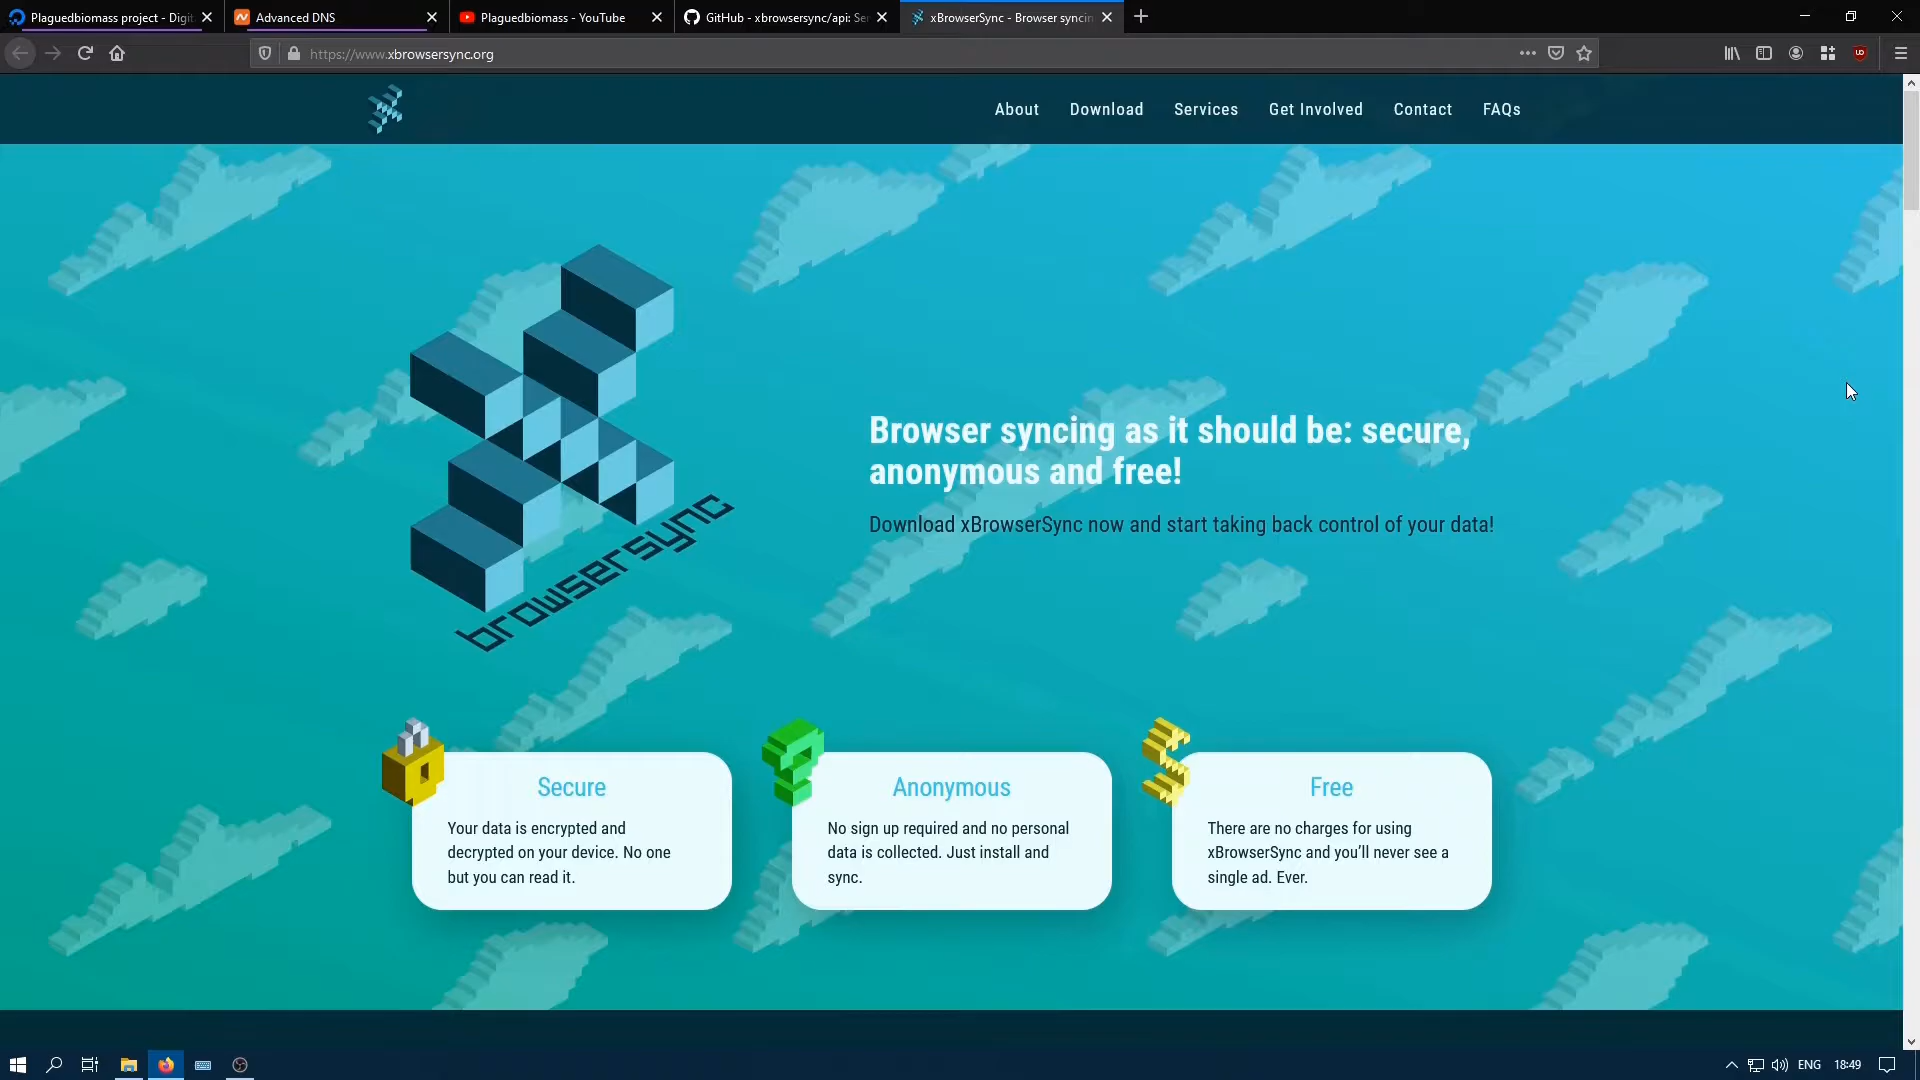 Plaguedbiomass project - Digit
Advanced DNS
Plaguedbiomass - YouTube
GitHub - xbrowsersync/api: Ser
xBrowserSync - Browser syncin
https://www.xbrowsersync.org
About
Download
Services
Get Involved
Contact
FAQs
browsersync
Browser syncing as it should be: secure,
anonymous and free!
Download xBrowserSync now and start taking back control of your data!
Secure
Your data is encrypted and
decrypted on your device. No one
but you can read it.
Anonymous
No sign up required and no personal
data is collected. Just install and
sync.
Free
There are no charges for using
xBrowserSync and you’ll never see a
single ad. Ever.
ENG
18:49